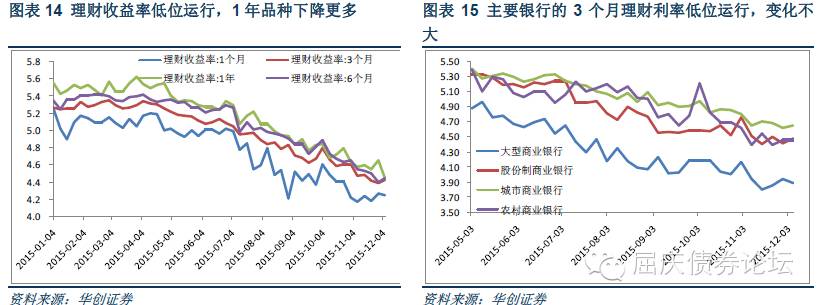 图表 14 理财收益率低位运行，1 年品种下降更多
理财收益率:1个月
理财收益率:3个月
理财收益率:1年
理财收益率:6个月
5.8
5.6
5.4
5.2
5.0
4.8
4.6
4.4
4.2
4.0
2015-01-04
2015-02-04
2015-03-04
2015-04-04
2015-05-04
2015-06-04
2015-07-04
2015-08-04
2015-09-04
2015-10-04
2015-11-04
2015-12-04
资料来源：华创证券
图表 15 主要银行的 3 个月理财利率低位运行，变化不
大
5.50
5.30
5.10
4.90
4.70
4.50
4.30
4.10
3.90
3.70
3.50
大型商业银行
股份制商业银行
城市商业银行
农村商业银行
2015-05-03
2015-06-03
2015-07-03
2015-08-03
2015-09-03
2015-10-03
2015-11-03
2015-12-03
资料来源：华创证券
屈庆债券论坛